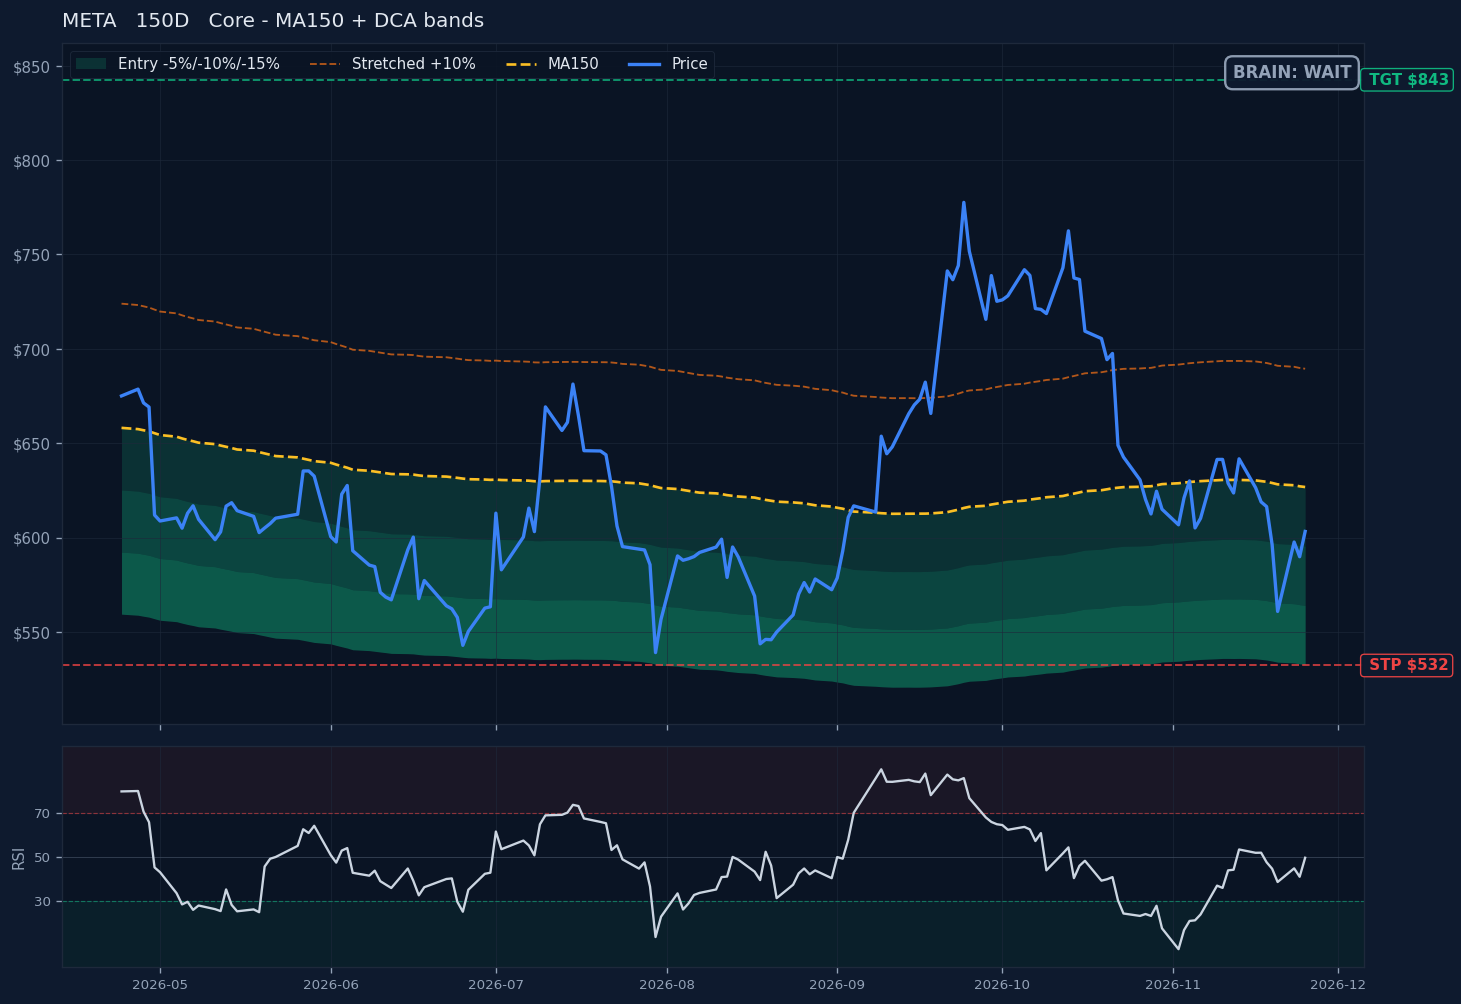 META   150D   Core - MA150 + DCA bands
Entry -5%/-10%/-15%   Stretched +10%   MA150   Price
BRAIN: WAIT
TGT $843
$850
$800
$750
$700
$650
$600
$550
STP $532
RSI
70
50
30
2026-05   2026-06   2026-07   2026-08   2026-09   2026-10   2026-11   2026-12